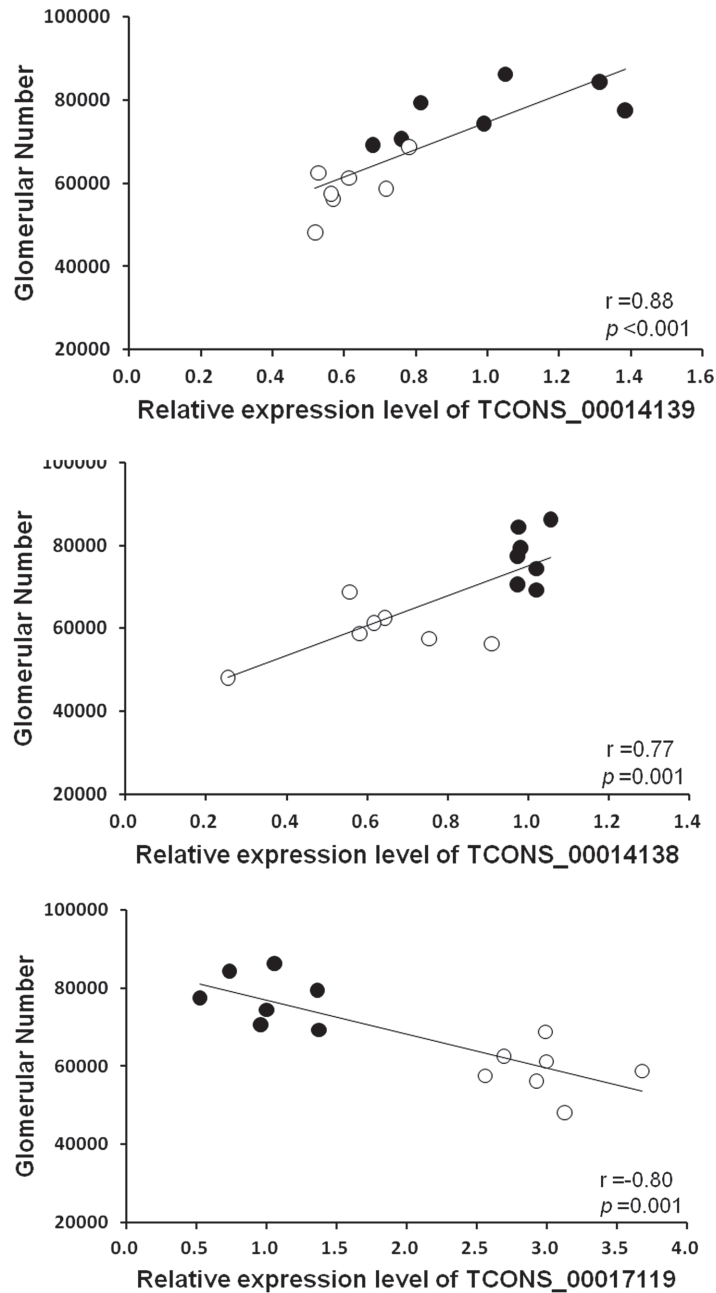 100000
80000
60000
40000
20000
Glomerular Number
r =0.88
p <0.001
0.0 0.2 0.4 0.6 0.8 1.0 1.2 1.4 1.6
Relative expression level of TCONS_00014139
100000
80000
60000
40000
20000
Glomerular Number
r =0.77
p =0.001
0.0 0.2 0.4 0.6 0.8 1.0 1.2 1.4
Relative expression level of TCONS_00014138
100000
80000
60000
40000
20000
Glomerular Number
r =-0.80
p =0.001
0.0 0.5 1.0 1.5 2.0 2.5 3.0 3.5 4.0
Relative expression level of TCONS_00017119